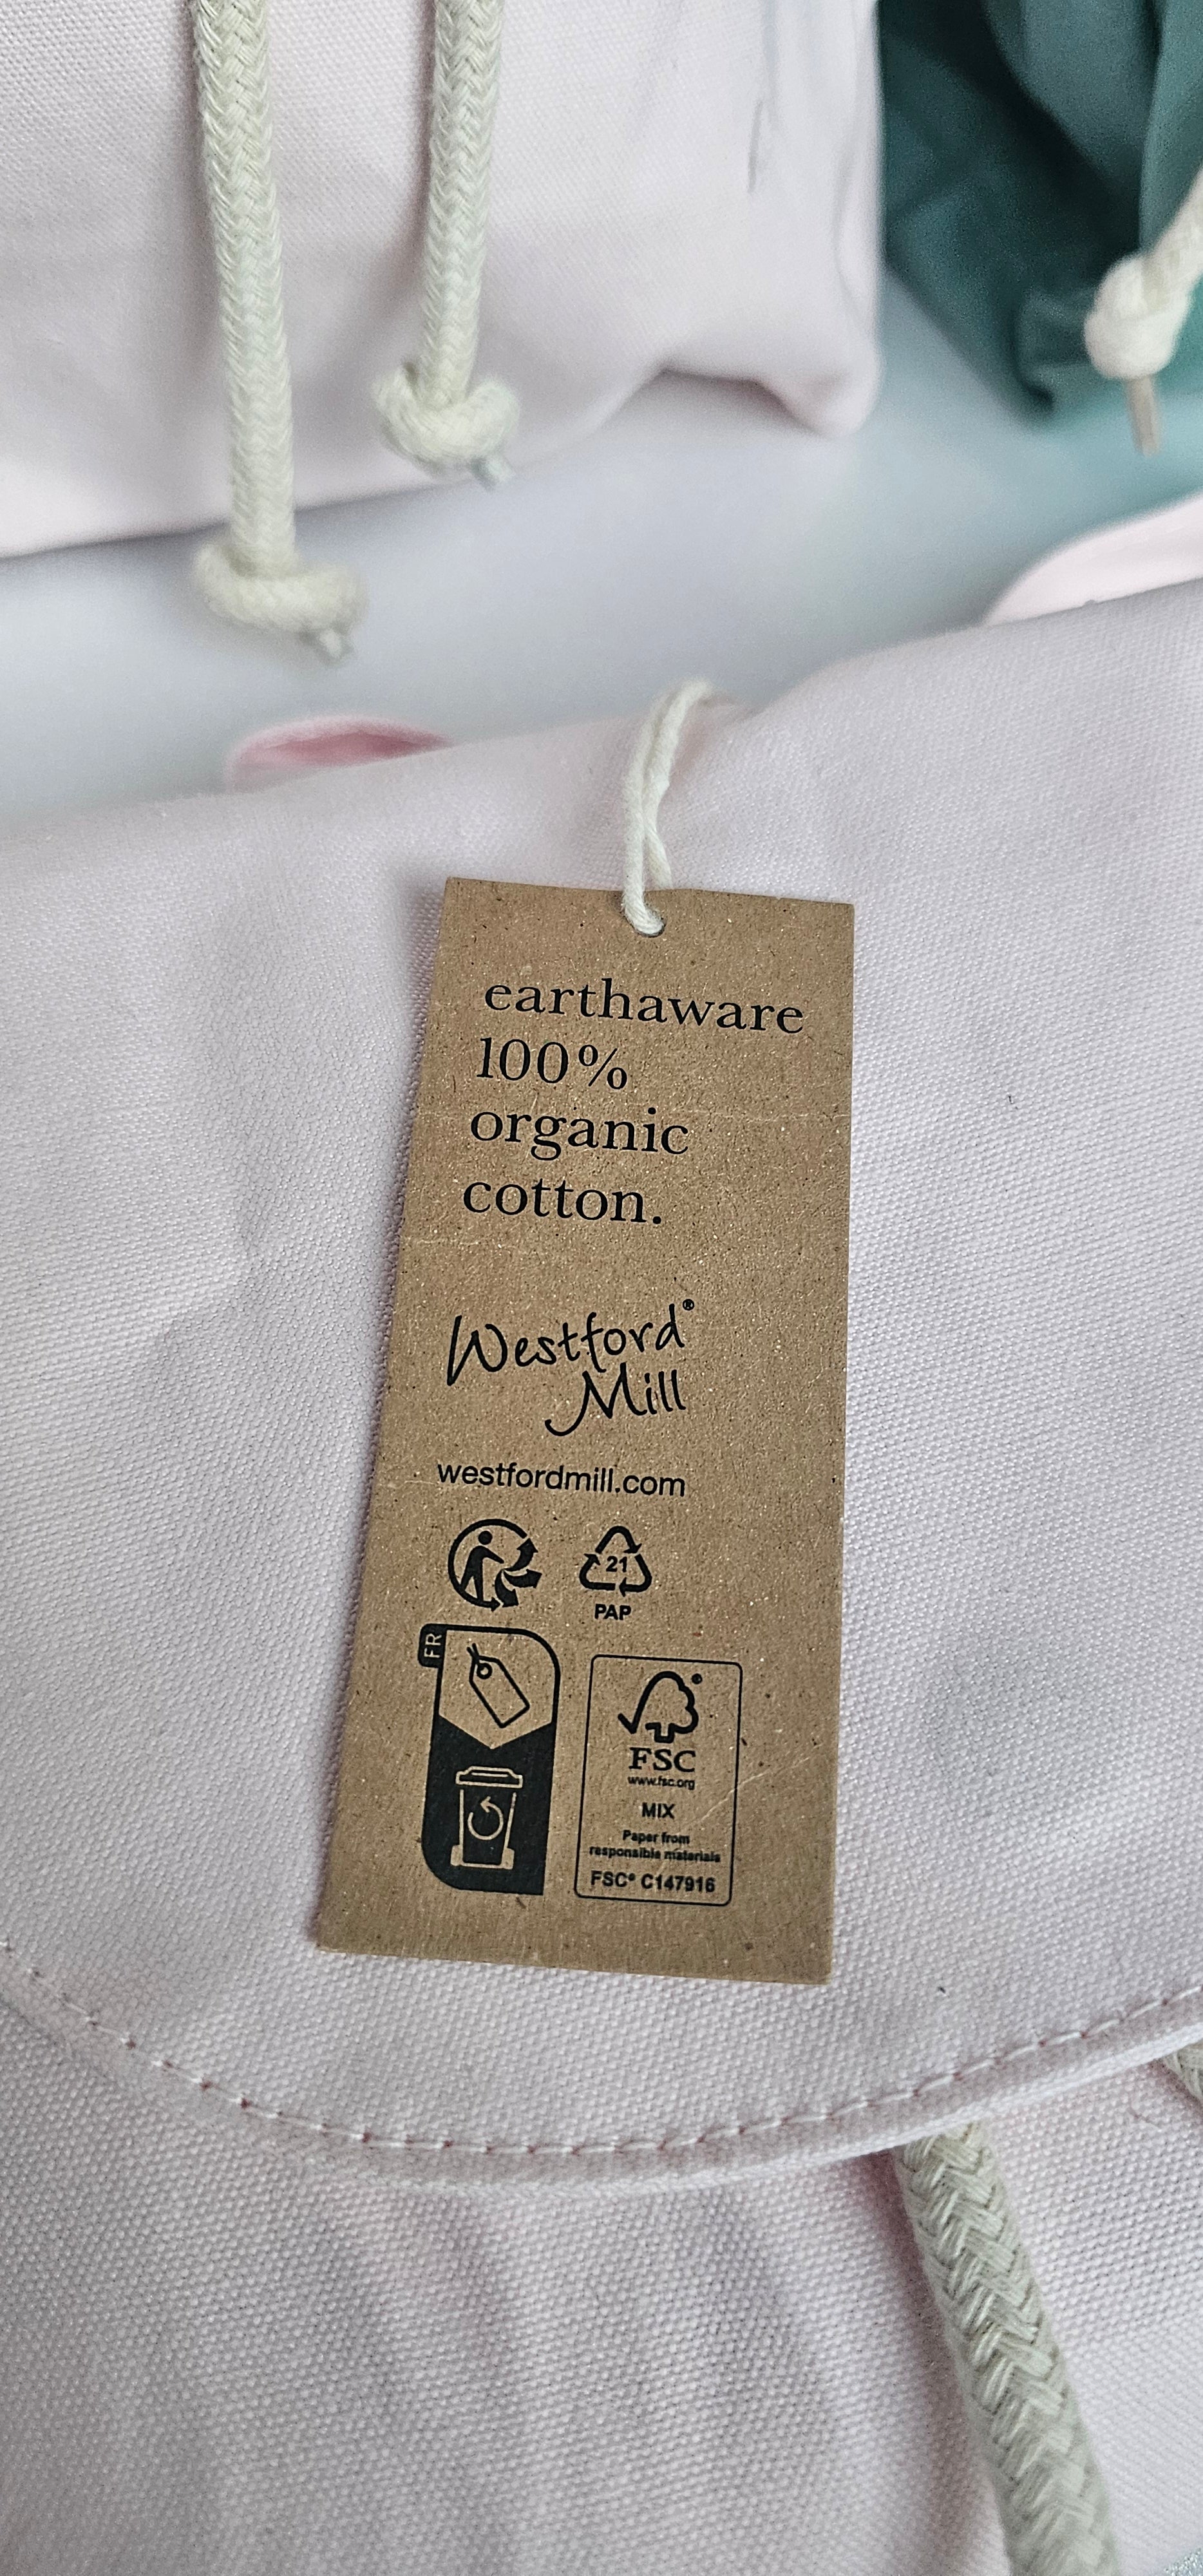 earthaware
100%
organic
cotton.
Westford®
Mill
westfordmill.com
21
PAP
FR
FSC®
www.fsc.org
MIX
Paper from
responsible materials
FSC® C147916